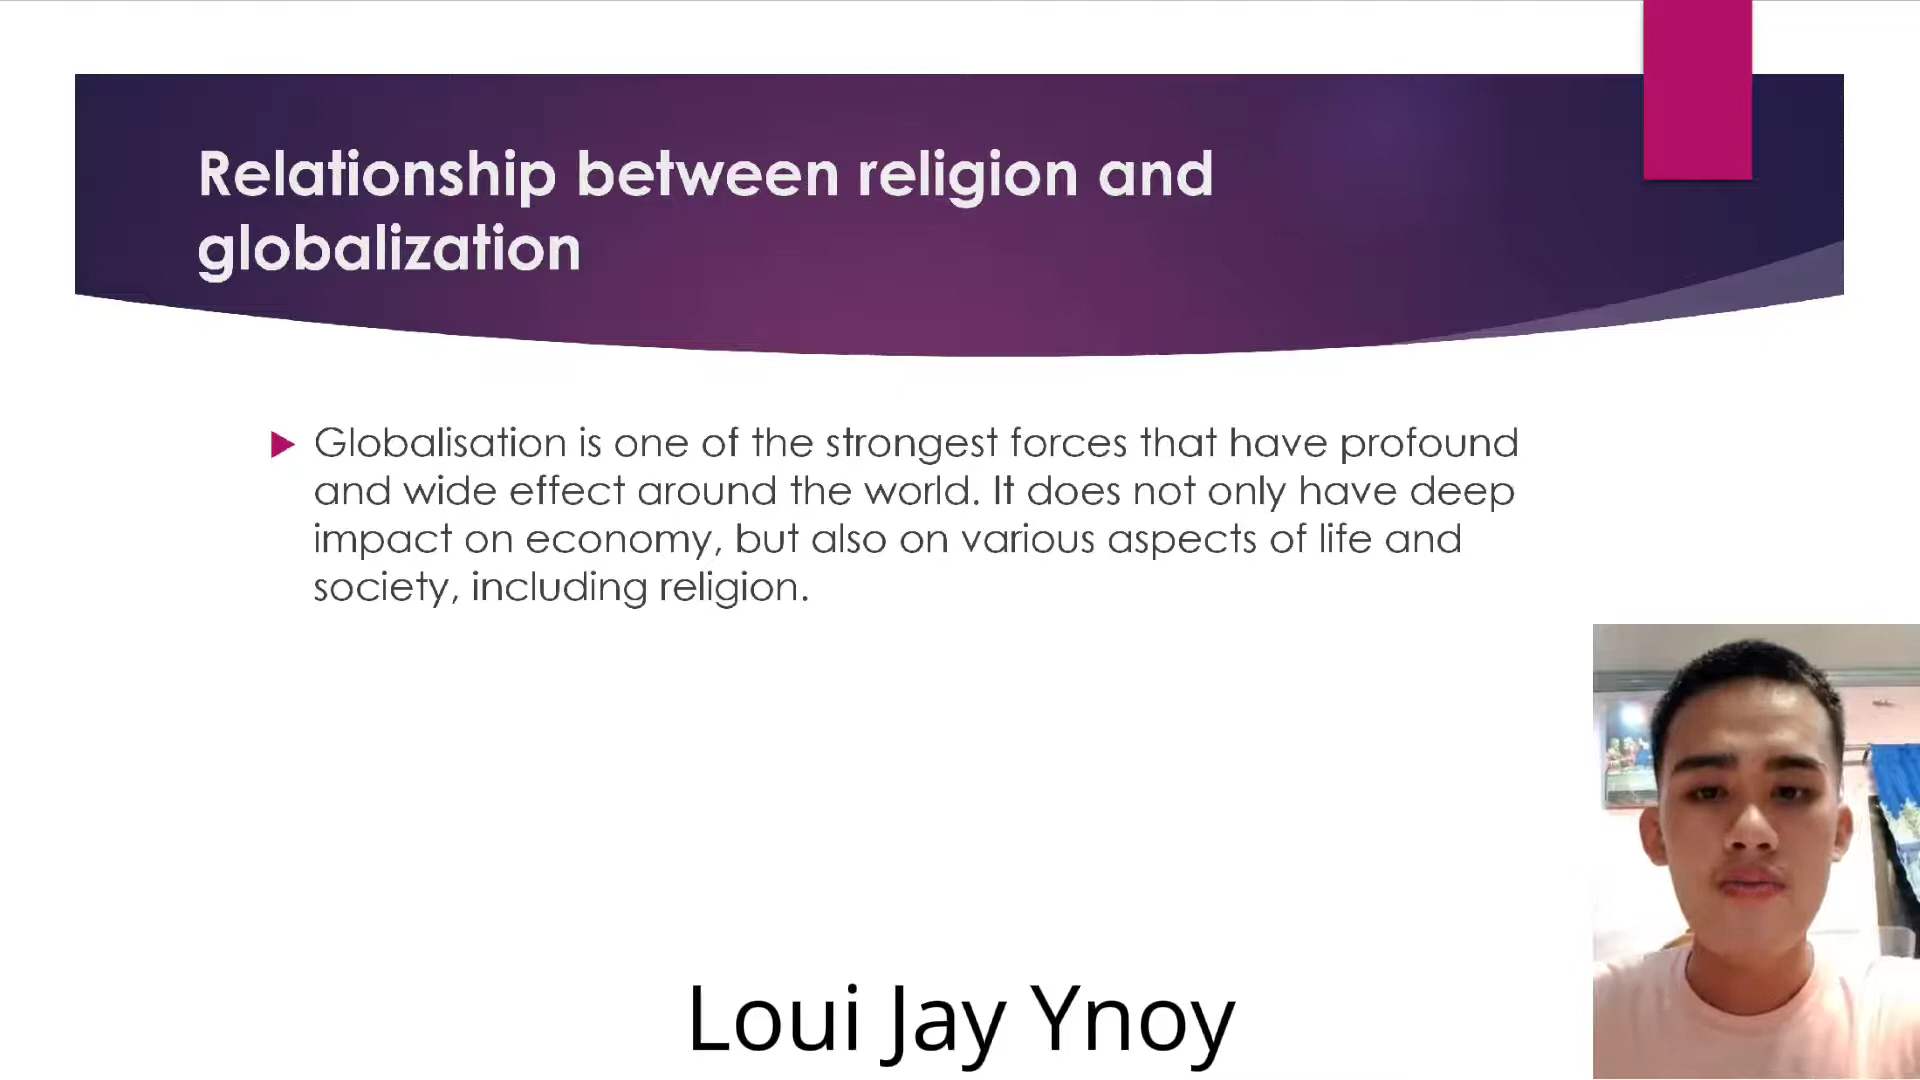 Relationship between religion and
globalization
Globalisation is one of the strongest forces that have profound
and wide effect around the world. It does not only have deep
impact on economy, but also on various aspects of life and
society, including religion.
Loui Jay Ynoy